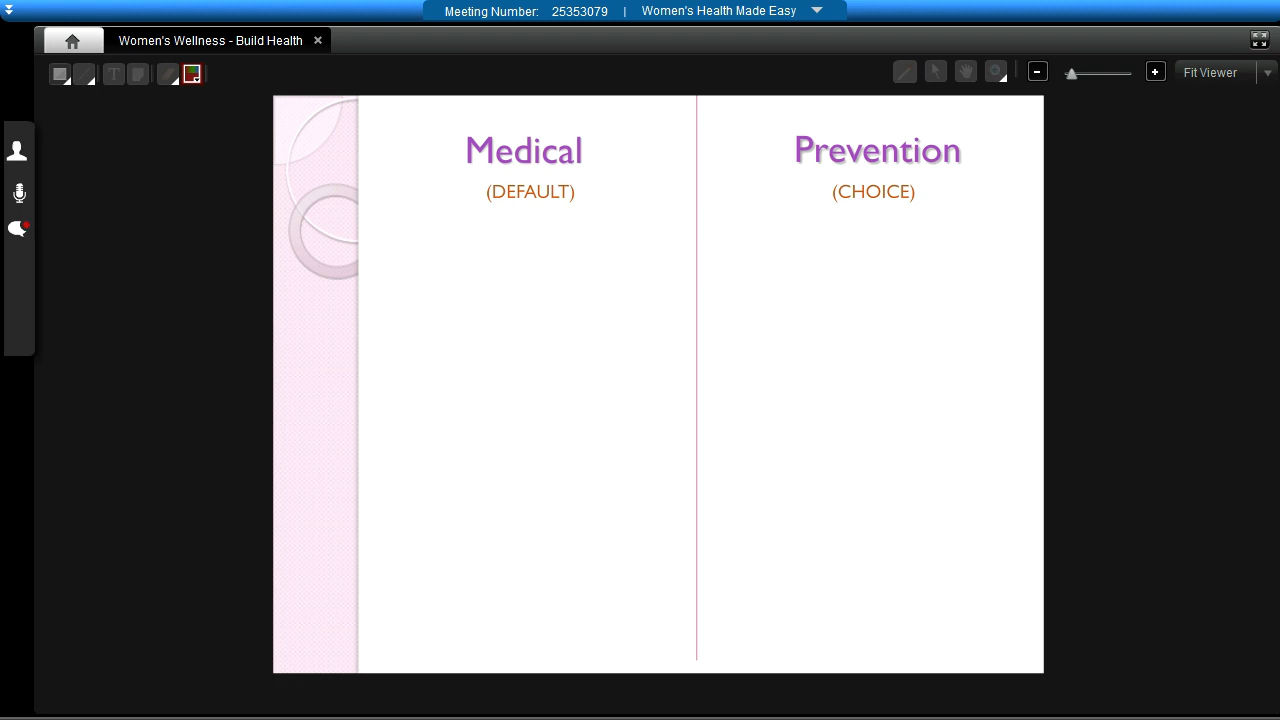 Meeting Number: 25353079 | Women's Health Made Easy
Women's Wellness - Build Health
T
Fit Viewer
Medical
(DEFAULT)
Prevention
(CHOICE)